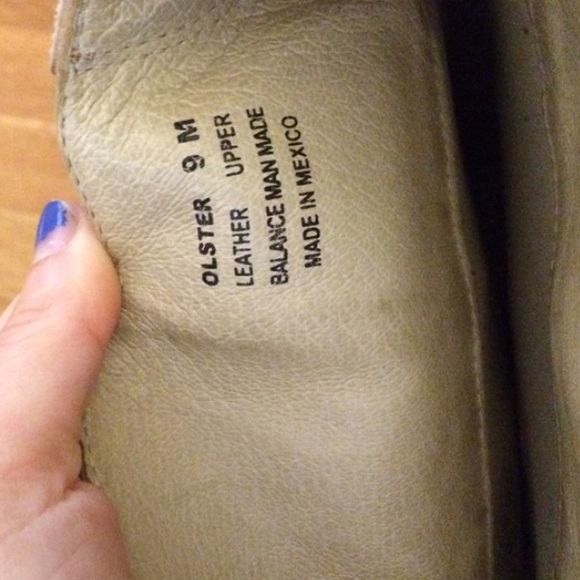 OLSTER 9 M
LEATHER UPPER
BALANCE MAN MADE
MADE IN MEXICO